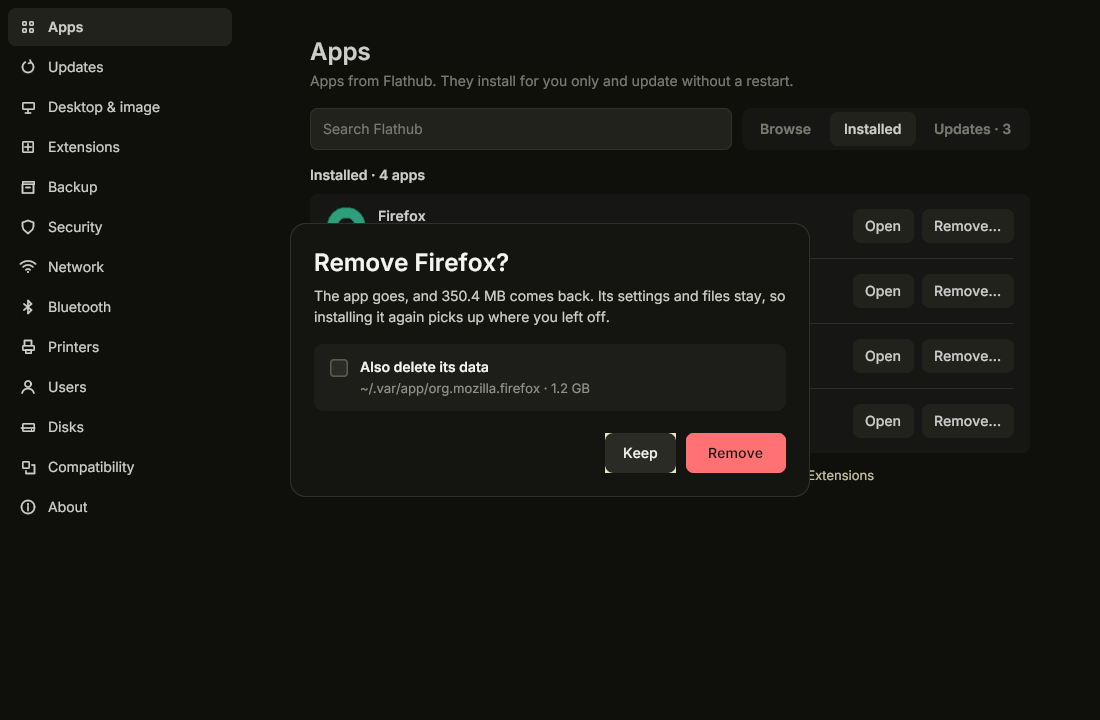 Apps
Updates
Desktop & image
Extensions
Backup
Security
Network
Bluetooth
Printers
Users
Disks
Compatibility
About
Apps
Apps from Flathub. They install for you only and update without a restart.
Search Flathub
Browse
Installed
Updates · 3
Installed · 4 apps
Firefox
Open
Remove...
Open
Remove...
Open
Remove...
Open
Remove...
Extensions
Remove Firefox?
The app goes, and 350.4 MB comes back. Its settings and files stay, so
installing it again picks up where you left off.
Also delete its data
~/.var/app/org.mozilla.firefox · 1.2 GB
Keep
Remove